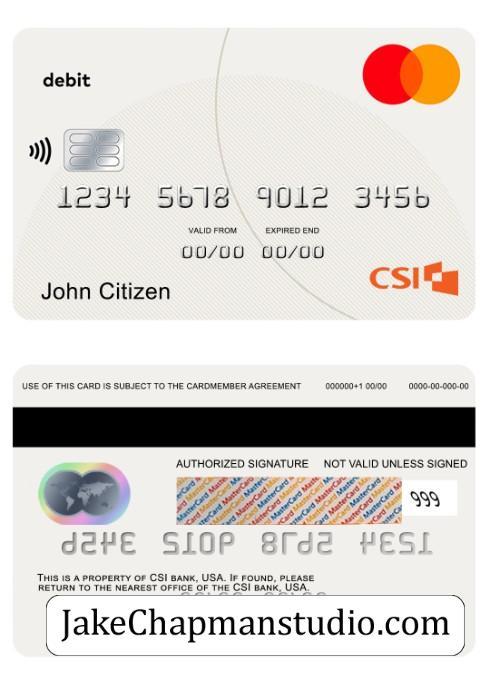 debit
1234 5678 9012 3456
VALID FROM EXPIRED END
00/00 00/00
CSI
John Citizen
USE OF THIS CARD IS SUBJECT TO THE CARDMEMBER AGREEMENT 000000+1 00/00 0000-00-000-00
AUTHORIZED SIGNATURE NOT VALID UNLESS SIGNED
MasterCard MasterCard MasterCard
999
1234 5678 9012 3456
THIS IS A PROPERTY OF CSI BANK, USA. IF FOUND, PLEASE
RETURN TO THE NEAREST OFFICE OF THE CSI BANK, USA.
JakeChapmanstudio.com